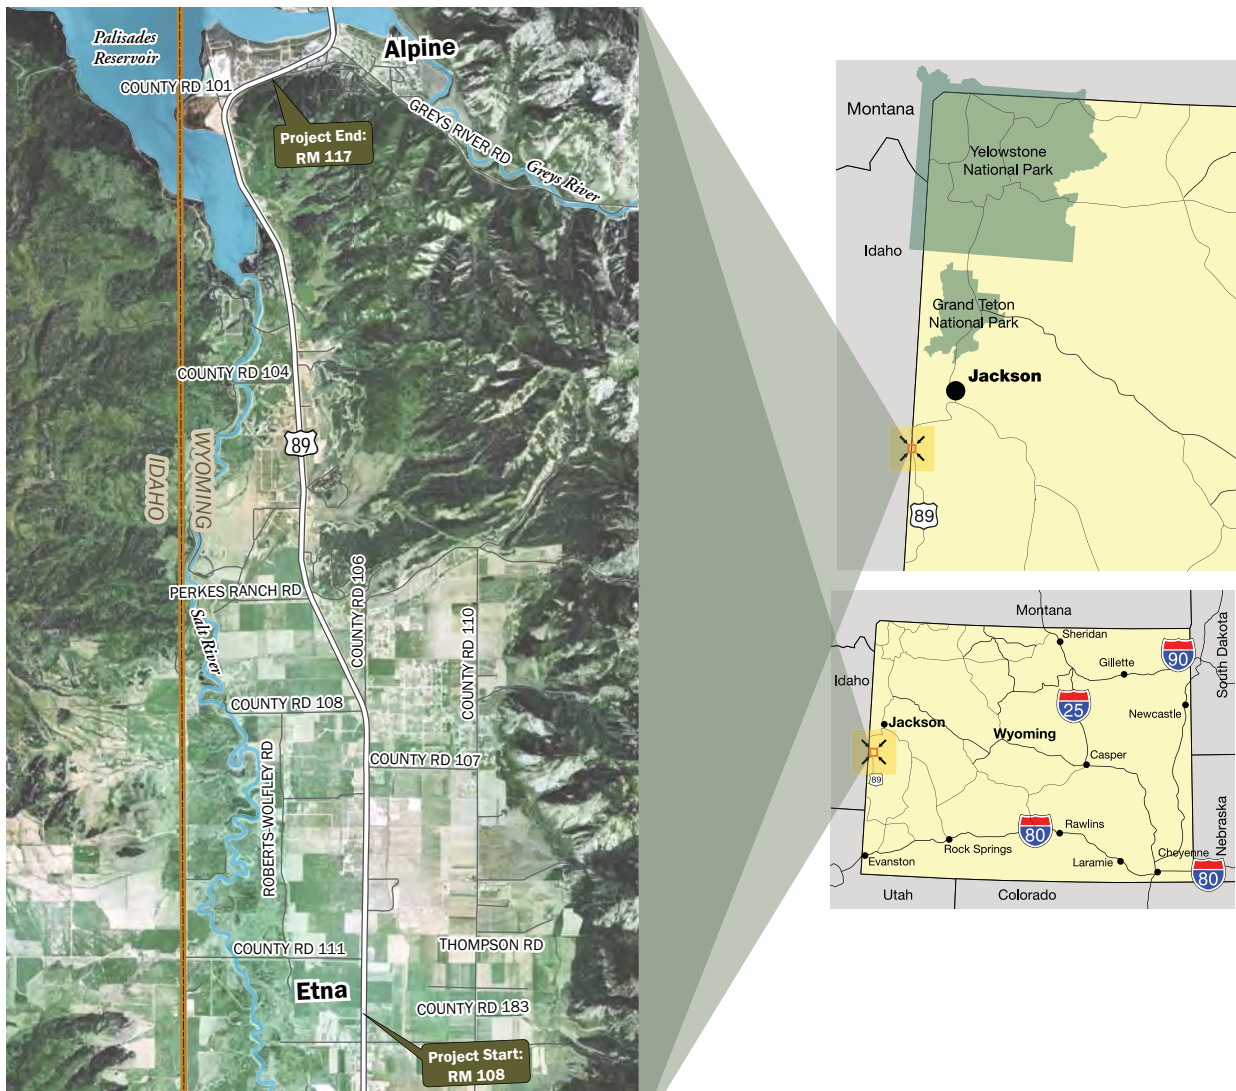 Palisades
Reservoir
Alpine
COUNTY RD 101
Project End:
RM 117
GREYS RIVER RD
Greys River
COUNTY RD 104
89
WYOMING
IDAHO
PERKES RANCH RD
COUNTY RD 106
COUNTY RD 110
Salt River
COUNTY RD 108
COUNTY RD 107
ROBERTS-WOLFLEY RD
COUNTY RD 111
THOMPSON RD
Etna
COUNTY RD 183
Project Start:
RM 108
Montana
Yelowstone
National Park
Idaho
Grand Teton
National Park
Jackson
89
Montana
Sheridan
South Dakota
90
Gillette
Idaho
25
Newcastle
Jackson
Wyoming
Casper
89
Nebraska
80
Rawlins
Rock Springs
Evanston
Laramie
Cheyenne
80
Utah
Colorado